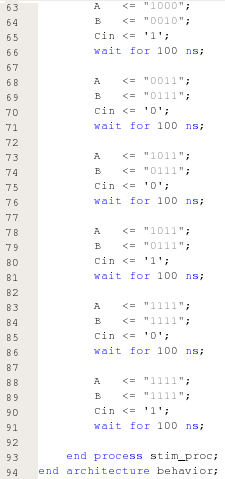 63 A <= "1000";
64 B <= "0010";
65 Cin <= '1';
66 wait for 100 ns;
67
68 A <= "0011";
69 B <= "0111";
70 Cin <= '0';
71 wait for 100 ns;
72
73 A <= "1011";
74 B <= "0111";
75 Cin <= '0';
76 wait for 100 ns;
77
78 A <= "1011";
79 B <= "0111";
80 Cin <= '1';
81 wait for 100 ns;
82
83 A <= "1111";
84 B <= "1111";
85 Cin <= '0';
86 wait for 100 ns;
87
88 A <= "1111";
89 B <= "1111";
90 Cin <= '1';
91 wait for 100 ns;
92
93 end process stim_proc;
94 end architecture behavior;